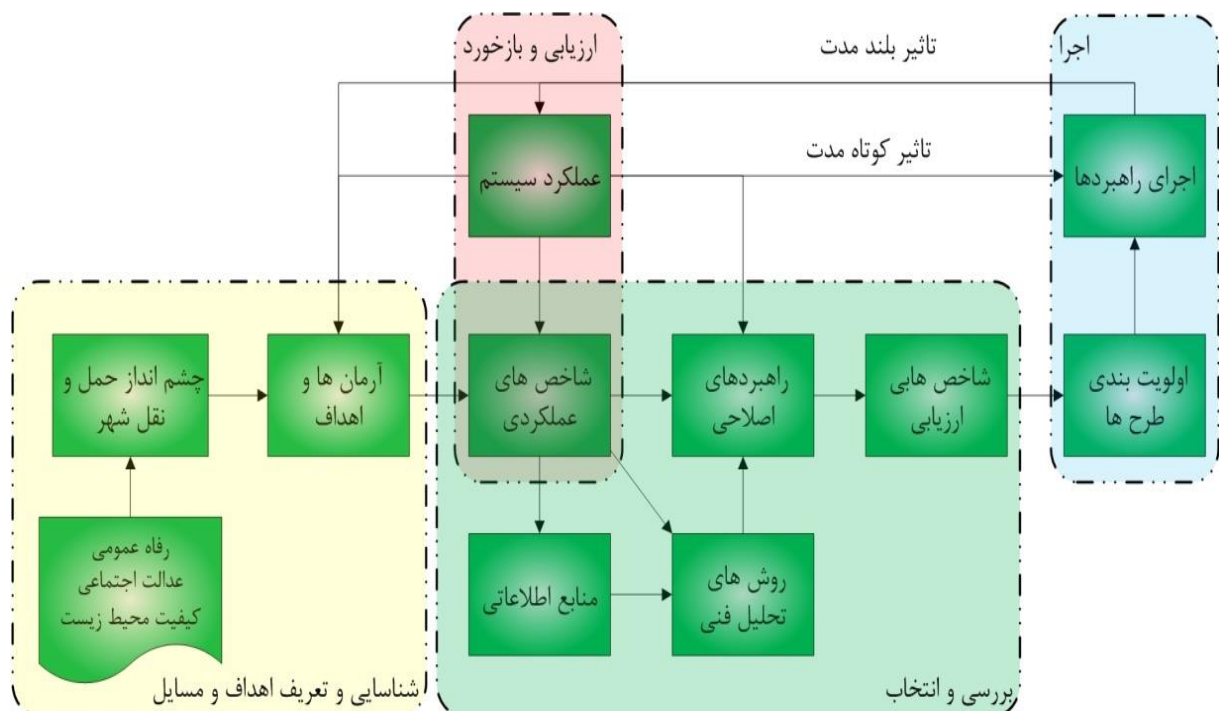 ارزیابی و بازخورد
تاثیر بلند مدت
اجرا
عملکرد سیستم
تاثیر کوتاه مدت
اجرای راهبردها
چشم انداز حمل و
نقل شهر
آرمان ها و
اهداف
شاخص های
عملکردی
راهبردهای
اصلاحی
شاخص هایی
ارزیابی
اولویت بندی
طرح ها
رفاه عمومی
عدالت اجتماعی
کیفیت محیط زیست
منابع اطلاعاتی
روش های
تحلیل فنی
شناسایی و تعریف اهداف و مسایل
بررسی و انتخاب